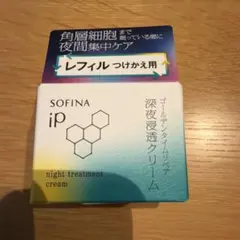 角層細胞まで
眠っている間に
夜間集中ケア
レフィル つけかえ用
SOFINA
iP
ゴールデンタイムリペア
深夜浸透クリーム
night treatment
cream